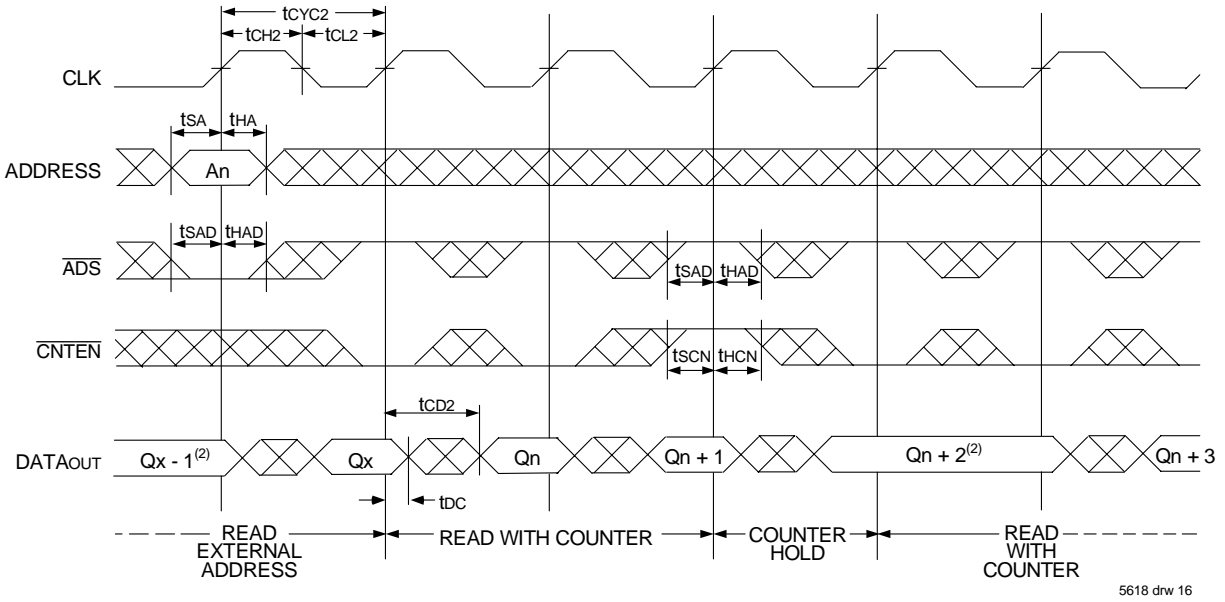 tCYC2
tCH2 tCL2
CLK
tSA tHA
ADDRESS An
tSAD tHAD
ADS
tSAD tHAD
CNTEN
tSCN tHCN
tCD2
DATAOUT Qx - 1(2) Qx Qn Qn + 1 Qn + 2(2) Qn + 3
tDC
READ EXTERNAL ADDRESS
READ WITH COUNTER
COUNTER HOLD
READ WITH COUNTER
5618 drw 16